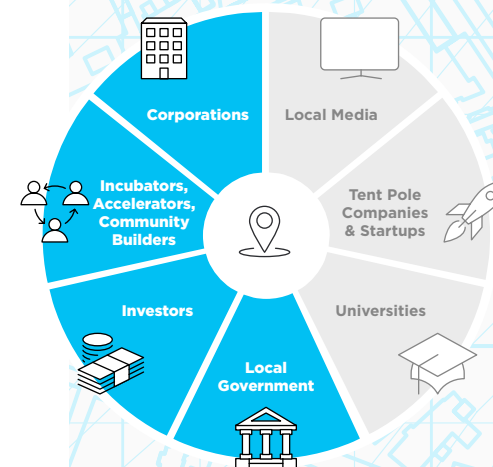 Corporations
Local Media
Incubators,
Accelerators,
Community
Builders
Tent Pole
Companies
& Startups
Investors
Universities
Local
Government